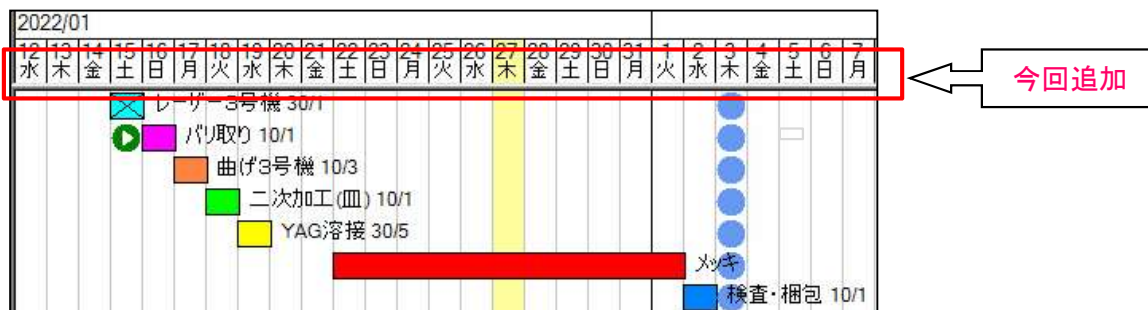 2022/01
12 13 14 15 16 17 18 19 20 21 22 23 24 25 26 27 28 29 30 31 1 2 3 4 5 6 7
水 木 金 土 日 月 火 水 木 金 土 日 月 火 水 木 金 土 日 月 火 水 木 金 土 日 月
今回追加
レーザー3号機 30/1
バリ取り 10/1
曲げ3号機 10/3
二次加工(皿) 10/1
YAG溶接 30/5
メッキ
検査・梱包 10/1